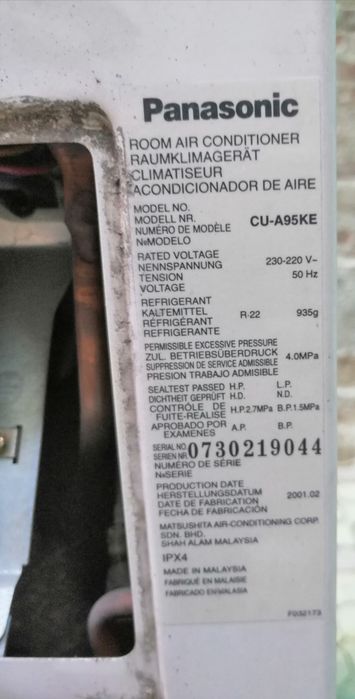 Panasonic
ROOM AIR CONDITIONER
RAUMKLIMAGERÄT
CLIMATISEUR
ACONDICIONADOR DE AIRE
MODEL NO.
MODELL NR.
NUMÉRO DE MODÈLE CU-A95KE
NºMODELO
RATED VOLTAGE 230-220 V~
NENNSPANNUNG
TENSION 50 Hz
VOLTAGE
REFRIGERANT
KALTEMITTEL R-22 935g
RÉFRIGÉRANT
REFRIGERANTE
PERMISSIBLE EXCESSIVE PRESSURE
ZUL. BETRIEBSÜBERDRUCK 4.0MPa
SUPPRESSION DE SERVICE ADMISSIBLE
PRESION TRABAJO ADMISIBLE
SEALTEST PASSED H.P. L.P.
DICHTHEIT GEPRÜFT H.D. N.D.
CONTRÔLE DE H.P.2.7MPa B.P.1.5MPa
FUITE-REALISE
APROBADO POR A.P. B.P.
EXAMENES
SERIAL NO. 0730219044
SERIEN NR.
NUMÉRO DE SÉRIE
NºSERIE
PRODUCTION DATE
HERSTELLUNGSDATUM 2001.02
DATE DE FABRICATION
FECHA DE FABRICACIÓN
MATSUSHITA AIR-CONDITIONING CORP.
SDN. BHD.
SHAH ALAM MALAYSIA
IPX4
MADE IN MALAYSIA
FABRIQUÉ EN MALAISIE
FABRICADO EN MALASIA
F032173